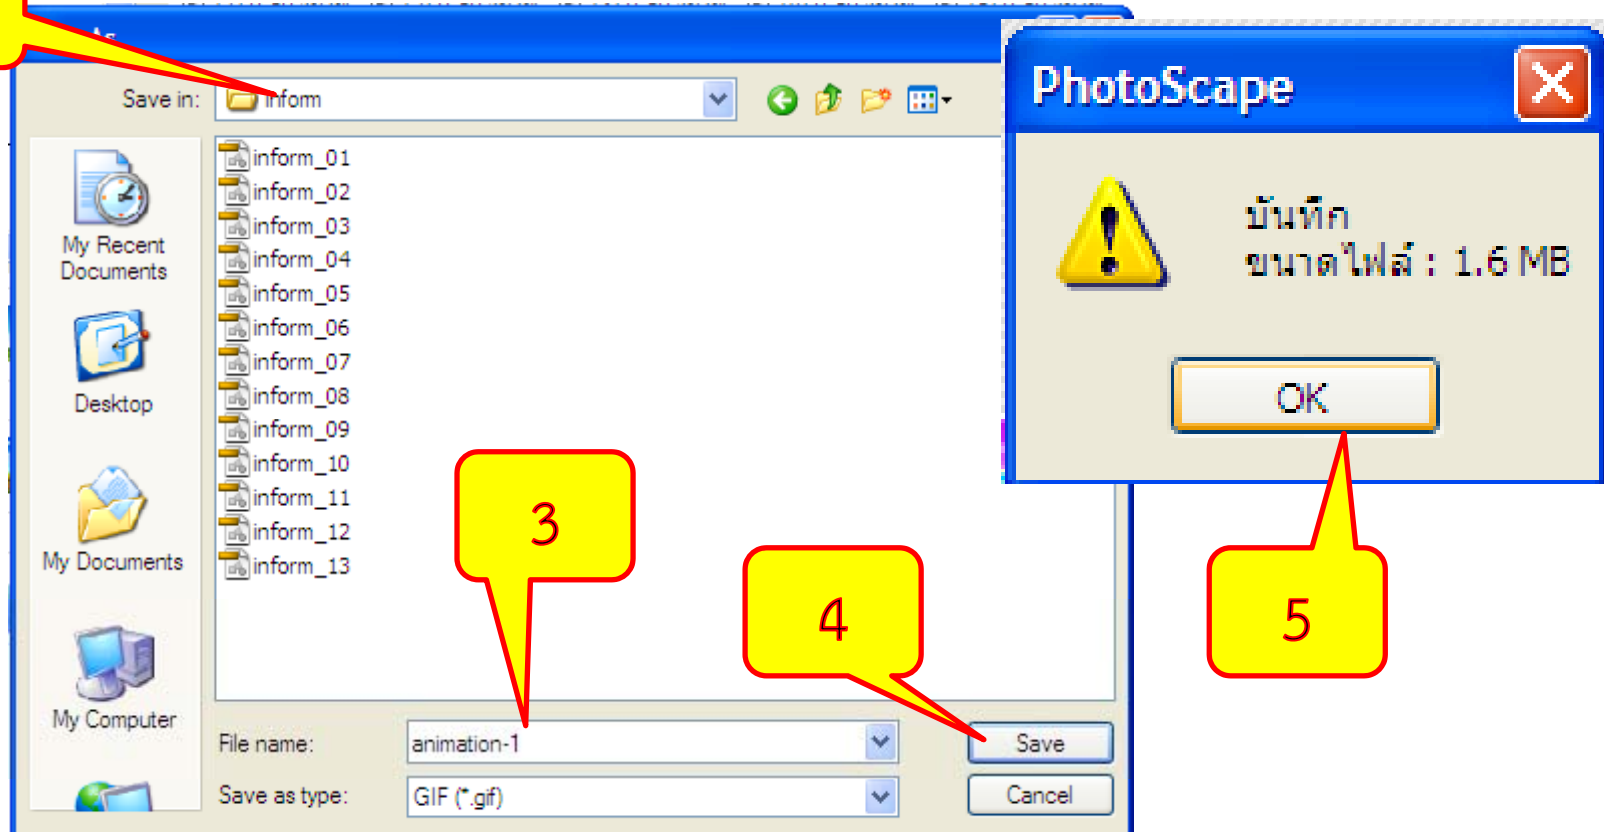 Save in:
inform
My Recent
Documents
Desktop
My Documents
My Computer
inform_01
inform_02
inform_03
inform_04
inform_05
inform_06
inform_07
inform_08
inform_09
inform_10
inform_11
inform_12
inform_13
3
4
File name:
animation-1
Save
Save as type:
GIF (*.gif)
Cancel
PhotoScape
บันทึก
ขนาดไฟล์ : 1.6 MB
OK
5